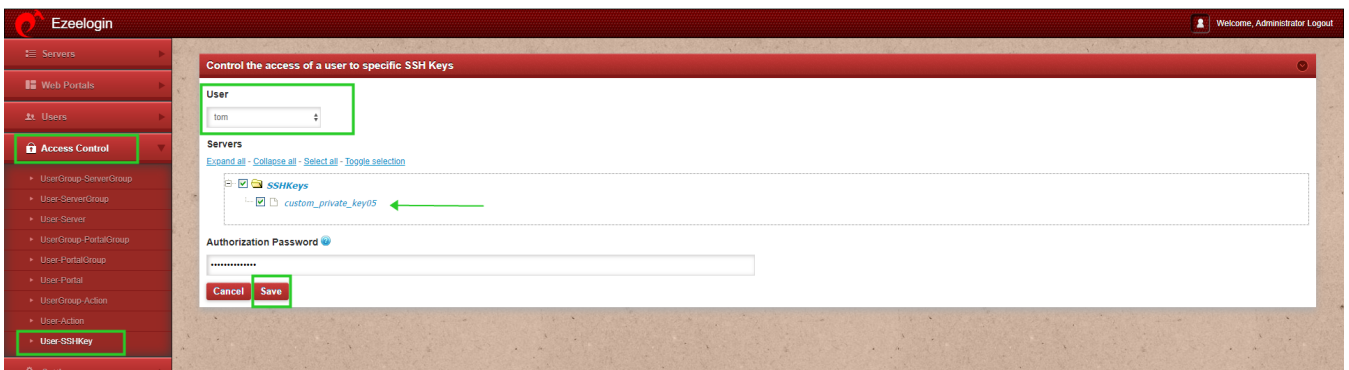 Ezeelogin
Welcome, Administrator Logout
Servers
Web Portals
Users
Access Control
UserGroup-ServerGroup
User-ServerGroup
User-Server
UserGroup-PortalGroup
User-PortalGroup
User-Portal
UserGroup-Action
User-Action
User-SSHKey
Control the access of a user to specific SSH Keys
User
tom
Servers
Expand all - Collapse all - Select all - Toggle selection
SSHKeys
custom_private_key05
Authorization Password
••••••••••••••
Cancel Save